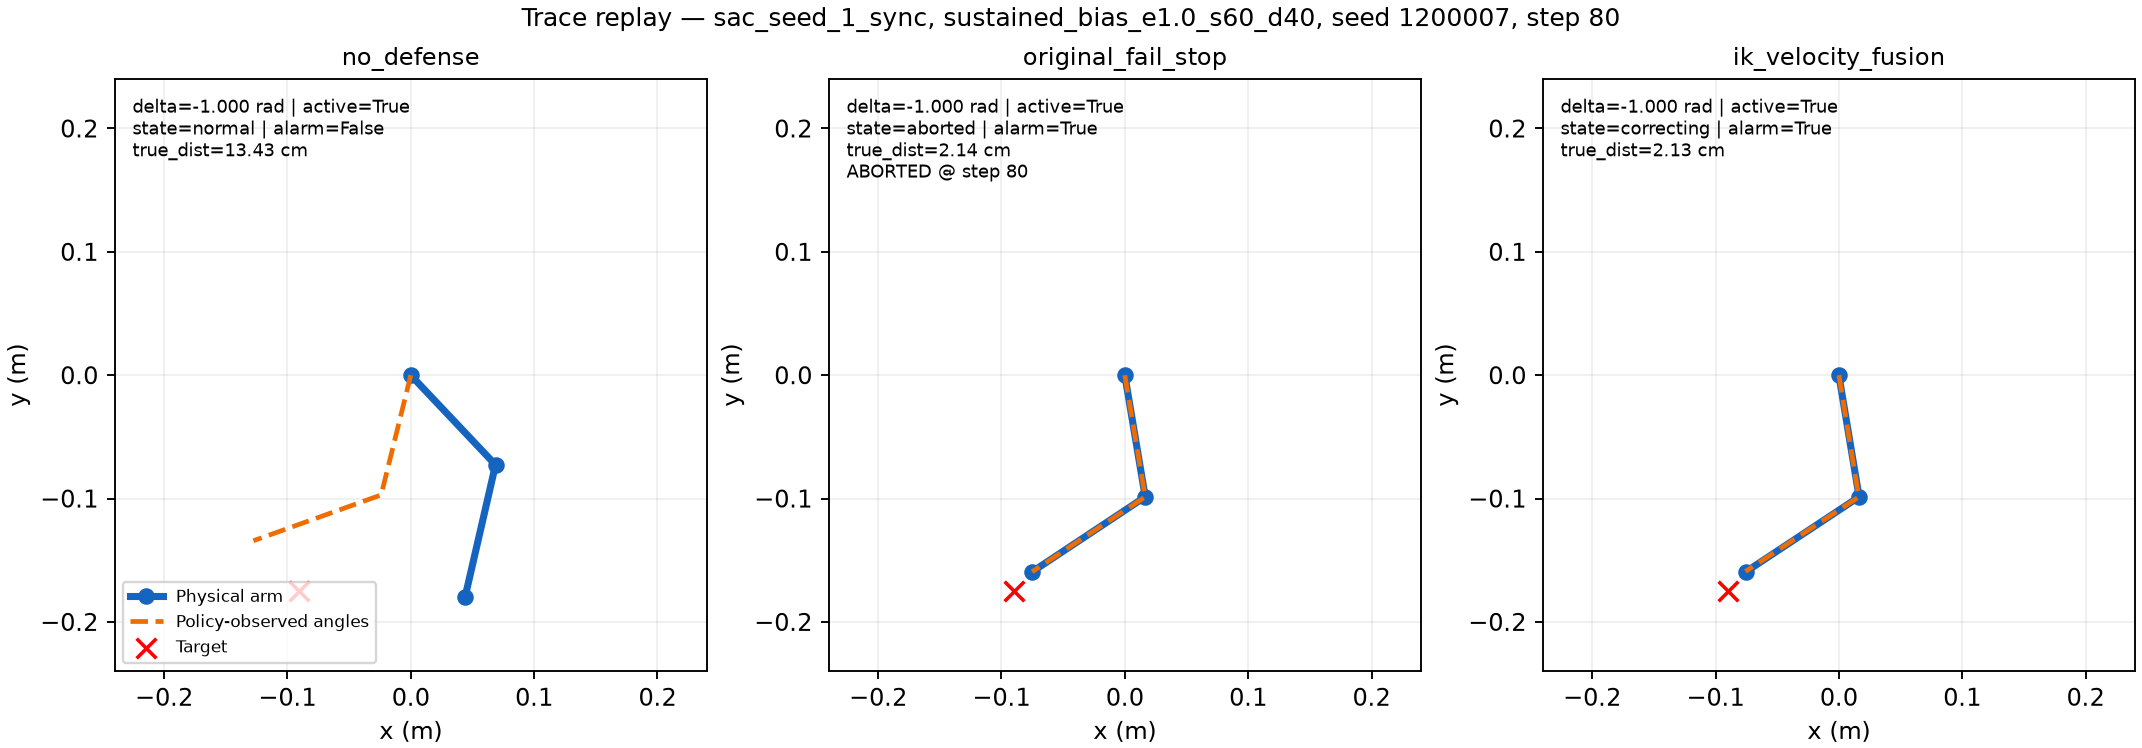 Trace replay — sac_seed_1_sync, sustained_bias_e1.0_s60_d40, seed 1200007, step 80
no_defense
delta=-1.000 rad | active=True
state=normal | alarm=False
true_dist=13.43 cm
0.2
0.1
0.0
−0.1
−0.2
y (m)
Physical arm
Policy-observed angles
Target
−0.2
−0.1
0.0
0.1
0.2
x (m)
original_fail_stop
delta=-1.000 rad | active=True
state=aborted | alarm=True
true_dist=2.14 cm
ABORTED @ step 80
0.2
0.1
0.0
−0.1
−0.2
y (m)
−0.2
−0.1
0.0
0.1
0.2
x (m)
ik_velocity_fusion
delta=-1.000 rad | active=True
state=correcting | alarm=True
true_dist=2.13 cm
0.2
0.1
0.0
−0.1
−0.2
y (m)
−0.2
−0.1
0.0
0.1
0.2
x (m)